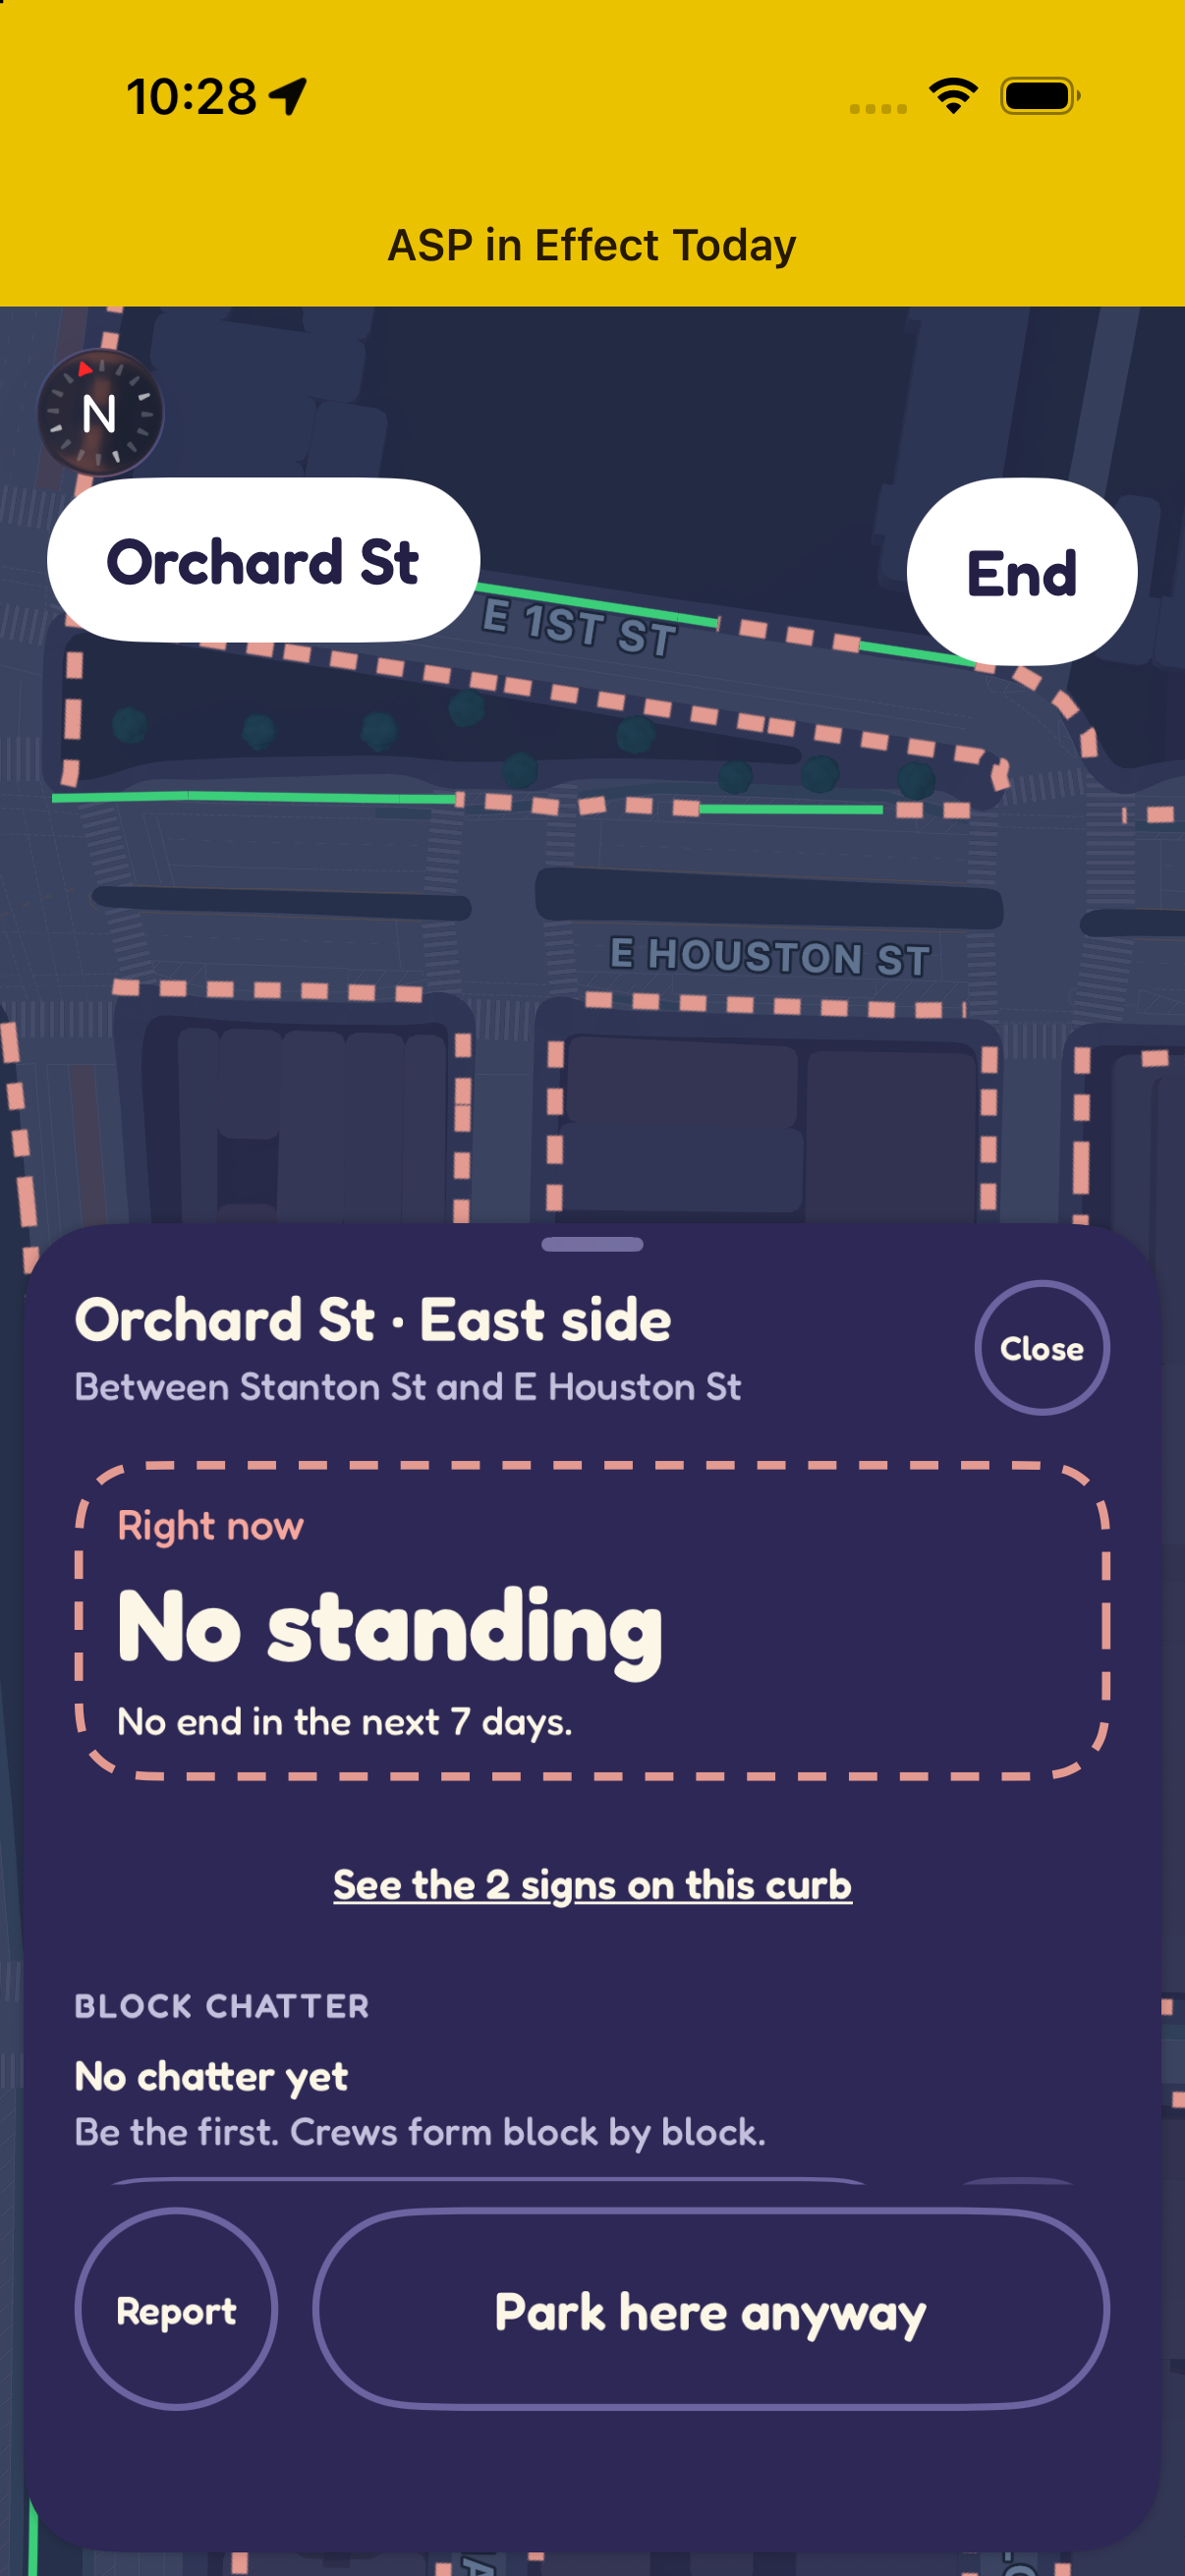 10:28
ASP in Effect Today
N
Orchard St
End
E 1ST ST
E HOUSTON ST
Orchard St · East side
Close
Between Stanton St and E Houston St
Right now
No standing
No end in the next 7 days.
See the 2 signs on this curb
BLOCK CHATTER
No chatter yet
Be the first. Crews form block by block.
Report
Park here anyway